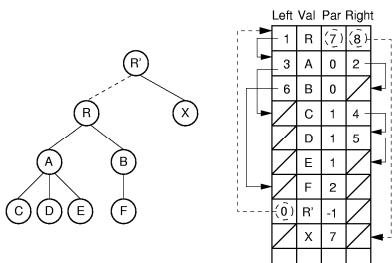 Left Val Par Right
R'
1 R 7 8
3 A 0 2
R X
6 B 0
C 1 4
D 1 5
A B
E 1
F 2
C D E F
0 R' -1
X 7